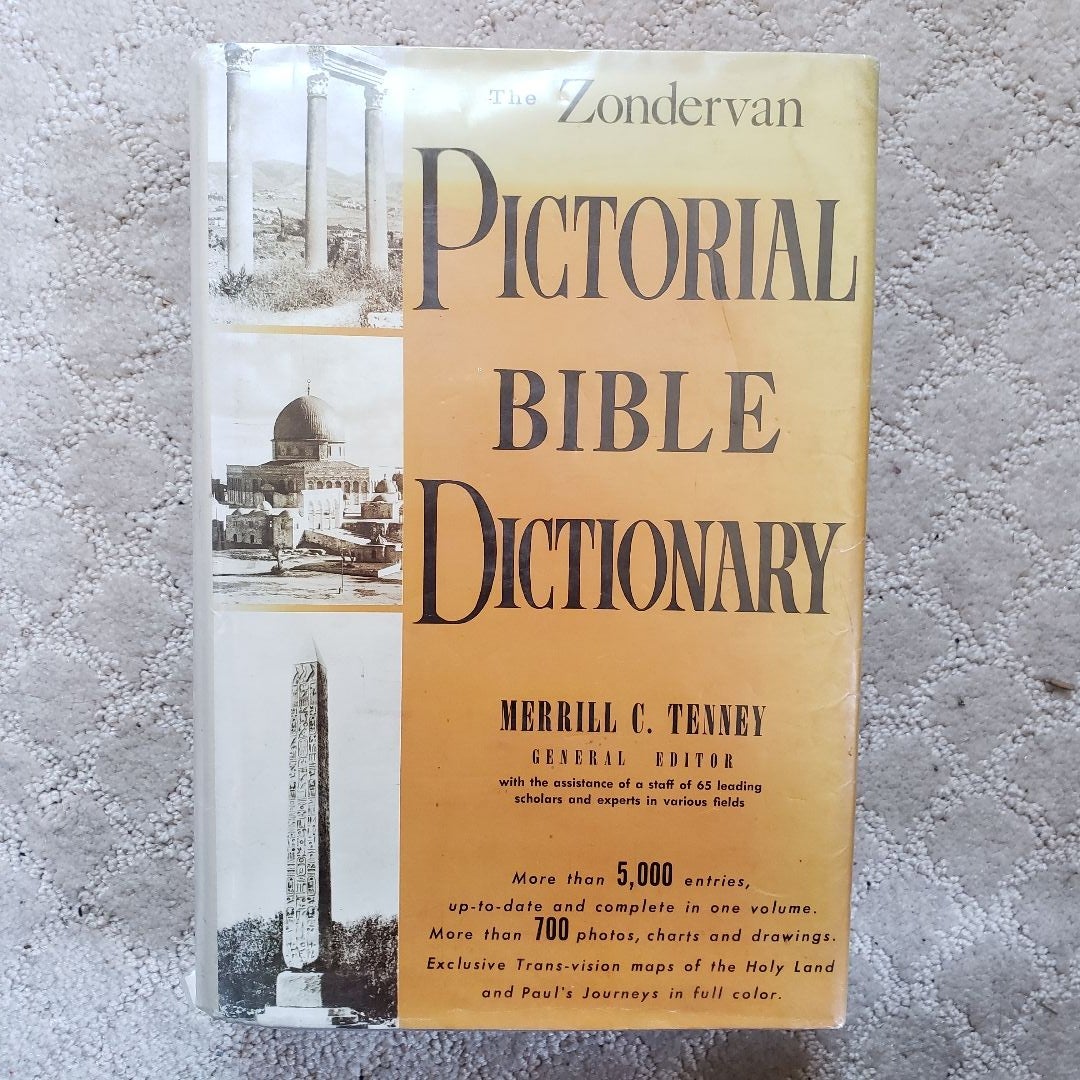 The Zondervan
PICTORIAL
BIBLE
DICTIONARY
MERRILL C. TENNEY
GENERAL EDITOR
with the assistance of a staff of 65 leading
scholars and experts in various fields
More than 5,000 entries,
up-to-date and complete in one volume.
More than 700 photos, charts and drawings.
Exclusive Trans-vision maps of the Holy Land
and Paul's Journeys in full color.